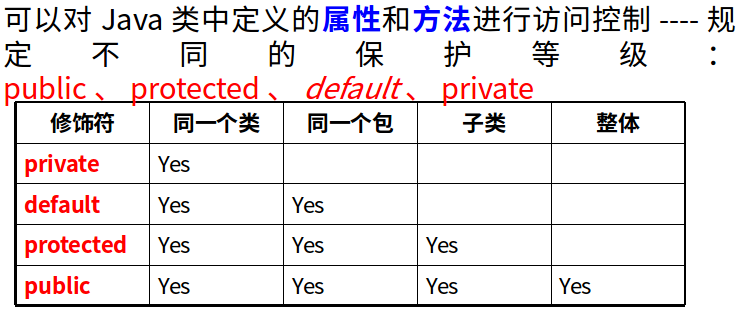 可以对 Java 类中定义的属性和方法进行访问控制 ---- 规
定不同的保护等级：
public 、 protected 、 default 、 private
修饰符 同一个类 同一个包 子类 整体
private Yes
default Yes Yes
protected Yes Yes Yes
public Yes Yes Yes Yes